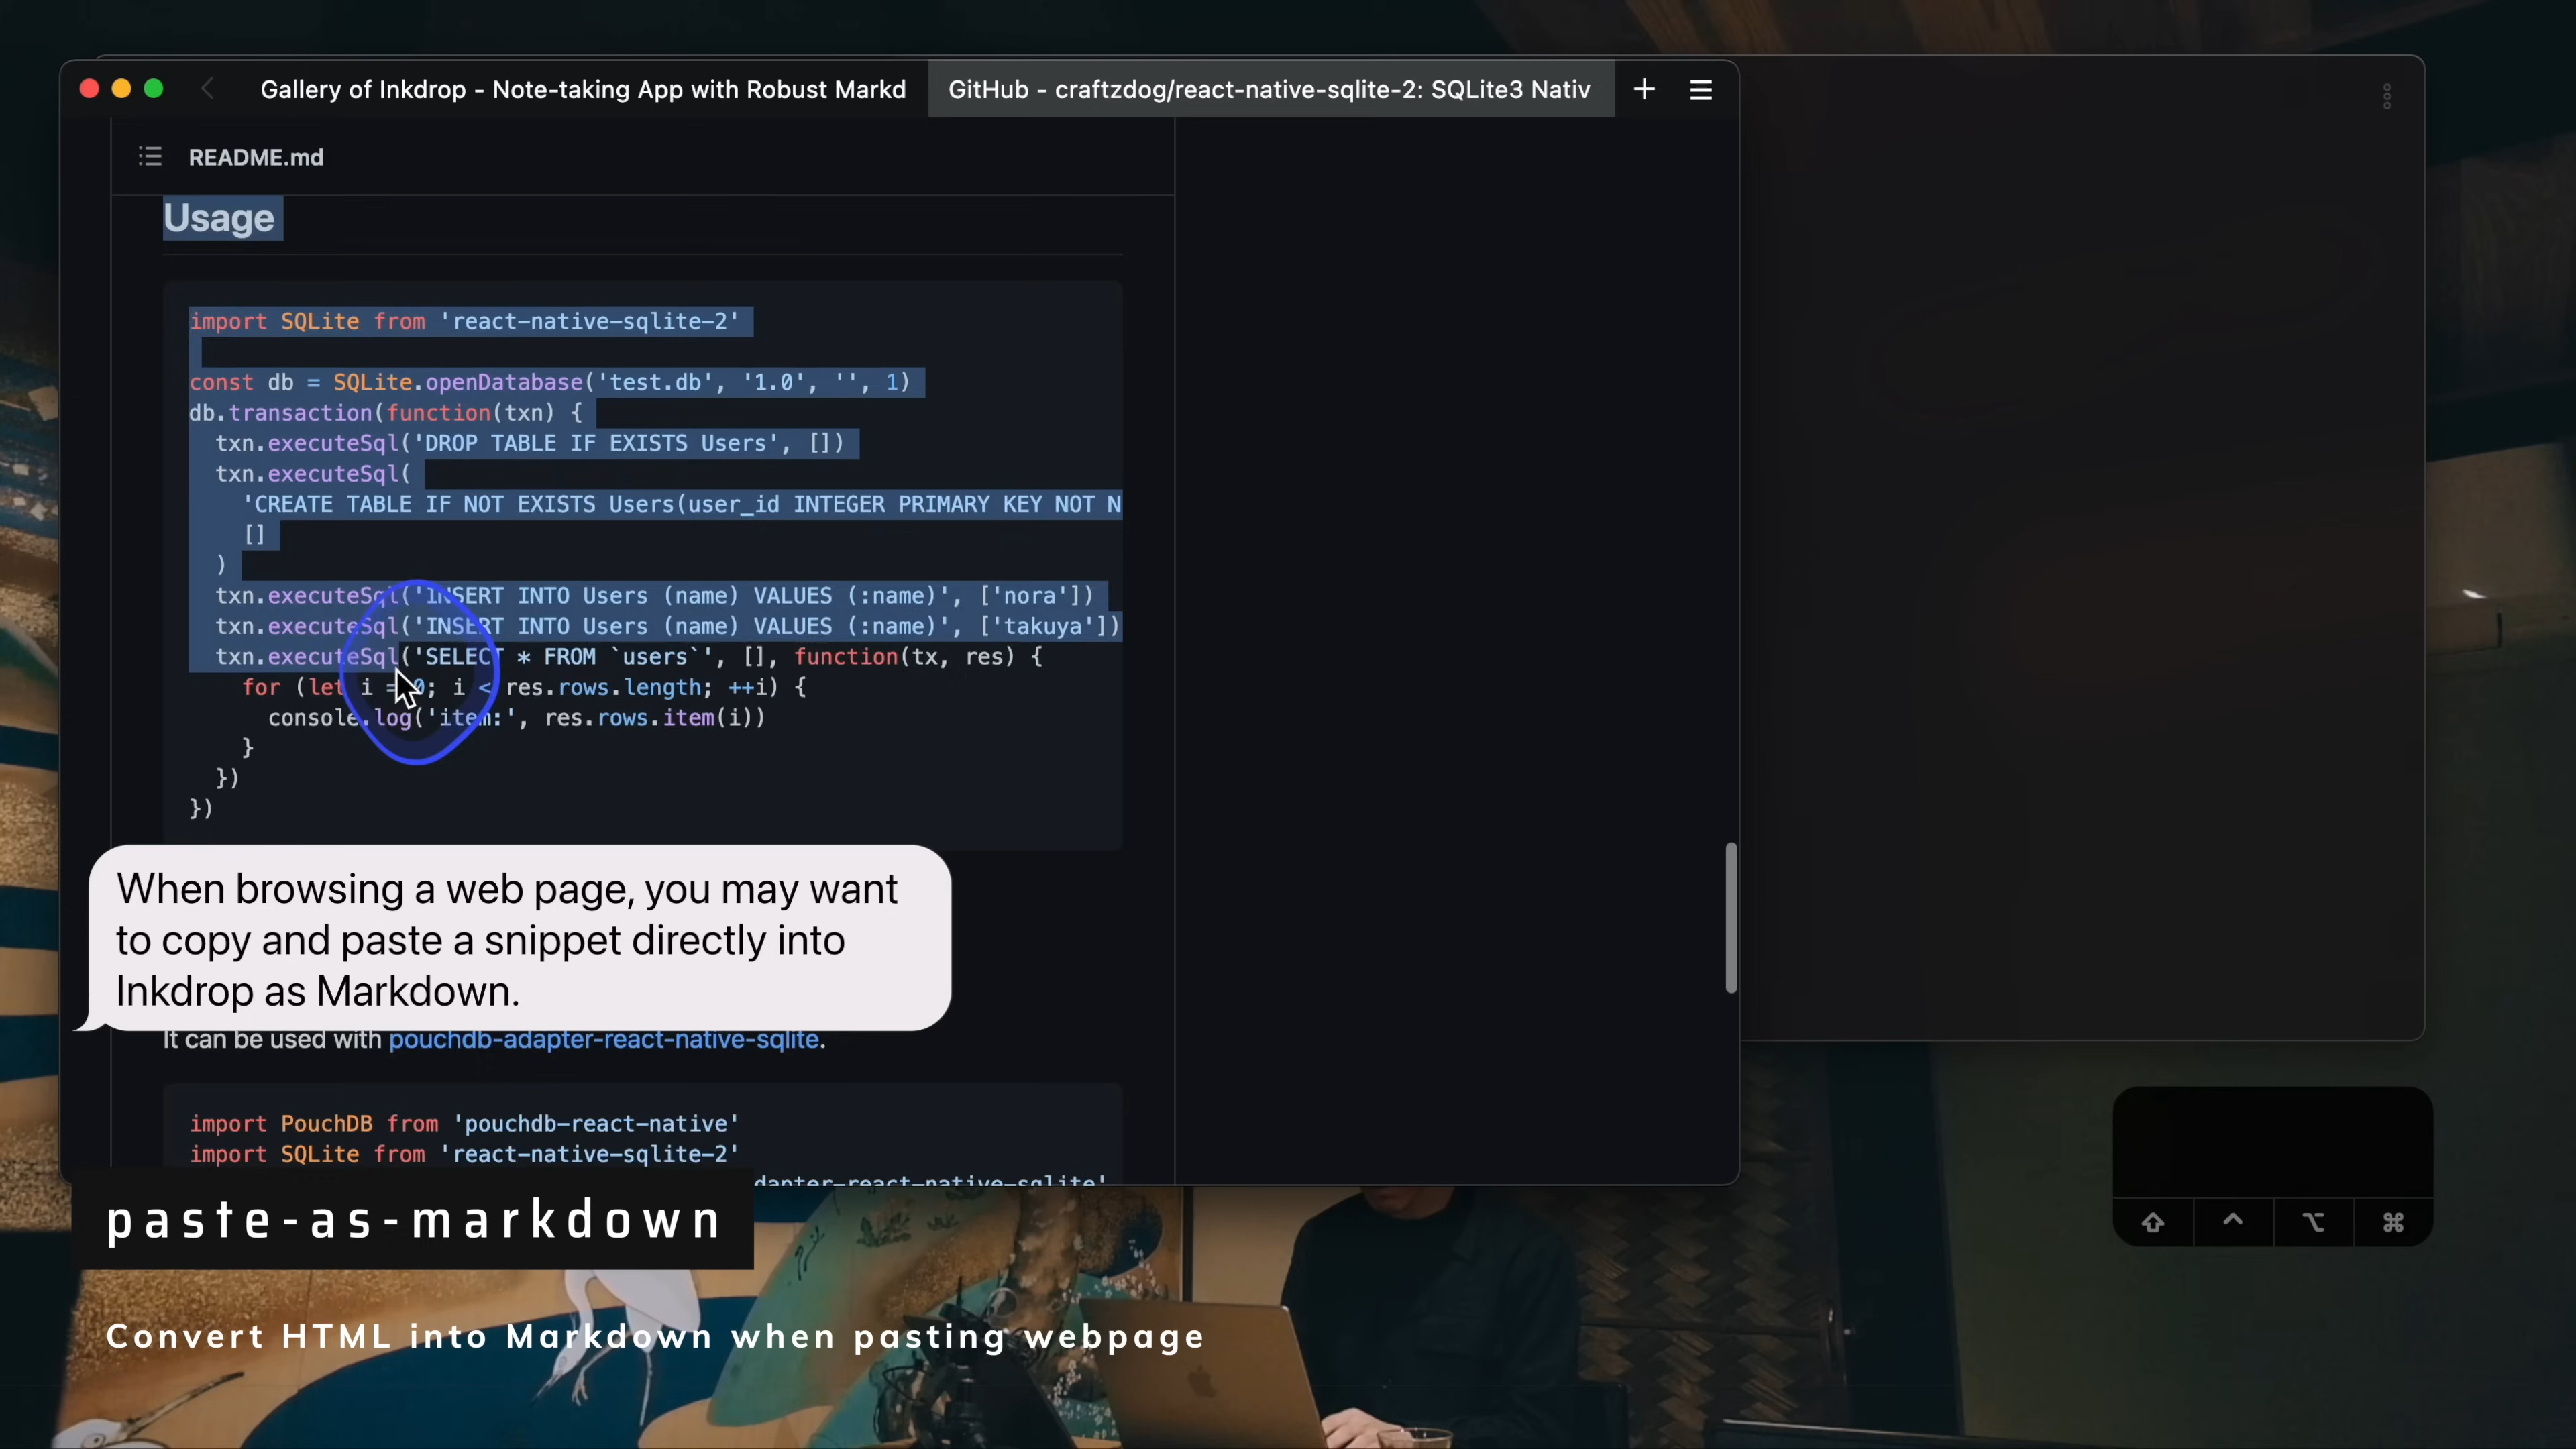 Gallery of Inkdrop - Note-taking App with Robust Markd
GitHub - craftzdog/react-native-sqlite-2: SQLite3 Nativ
README.md
Usage
import SQLite from 'react-native-sqlite-2'
const db = SQLite.openDatabase('test.db', '1.0', '', 1)
db.transaction(function(txn) {
  txn.executeSql('DROP TABLE IF EXISTS Users', [])
  txn.executeSql(
    'CREATE TABLE IF NOT EXISTS Users(user_id INTEGER PRIMARY KEY NOT N
    []
  )
  txn.executeSql('INSERT INTO Users (name) VALUES (:name)', ['nora'])
  txn.executeSql('INSERT INTO Users (name) VALUES (:name)', ['takuya'])
  txn.executeSql('SELECT * FROM `users`', [], function(tx, res) {
    for (let i = 0; i < res.rows.length; ++i) {
      console.log('item:', res.rows.item(i))
    }
  })
})
When browsing a web page, you may want
to copy and paste a snippet directly into
Inkdrop as Markdown.
It can be used with pouchdb-adapter-react-native-sqlite.
import PouchDB from 'pouchdb-react-native'
import SQLite from 'react-native-sqlite-2'
dapter-react-native-sqlite'
paste-as-markdown
Convert HTML into Markdown when pasting webpage